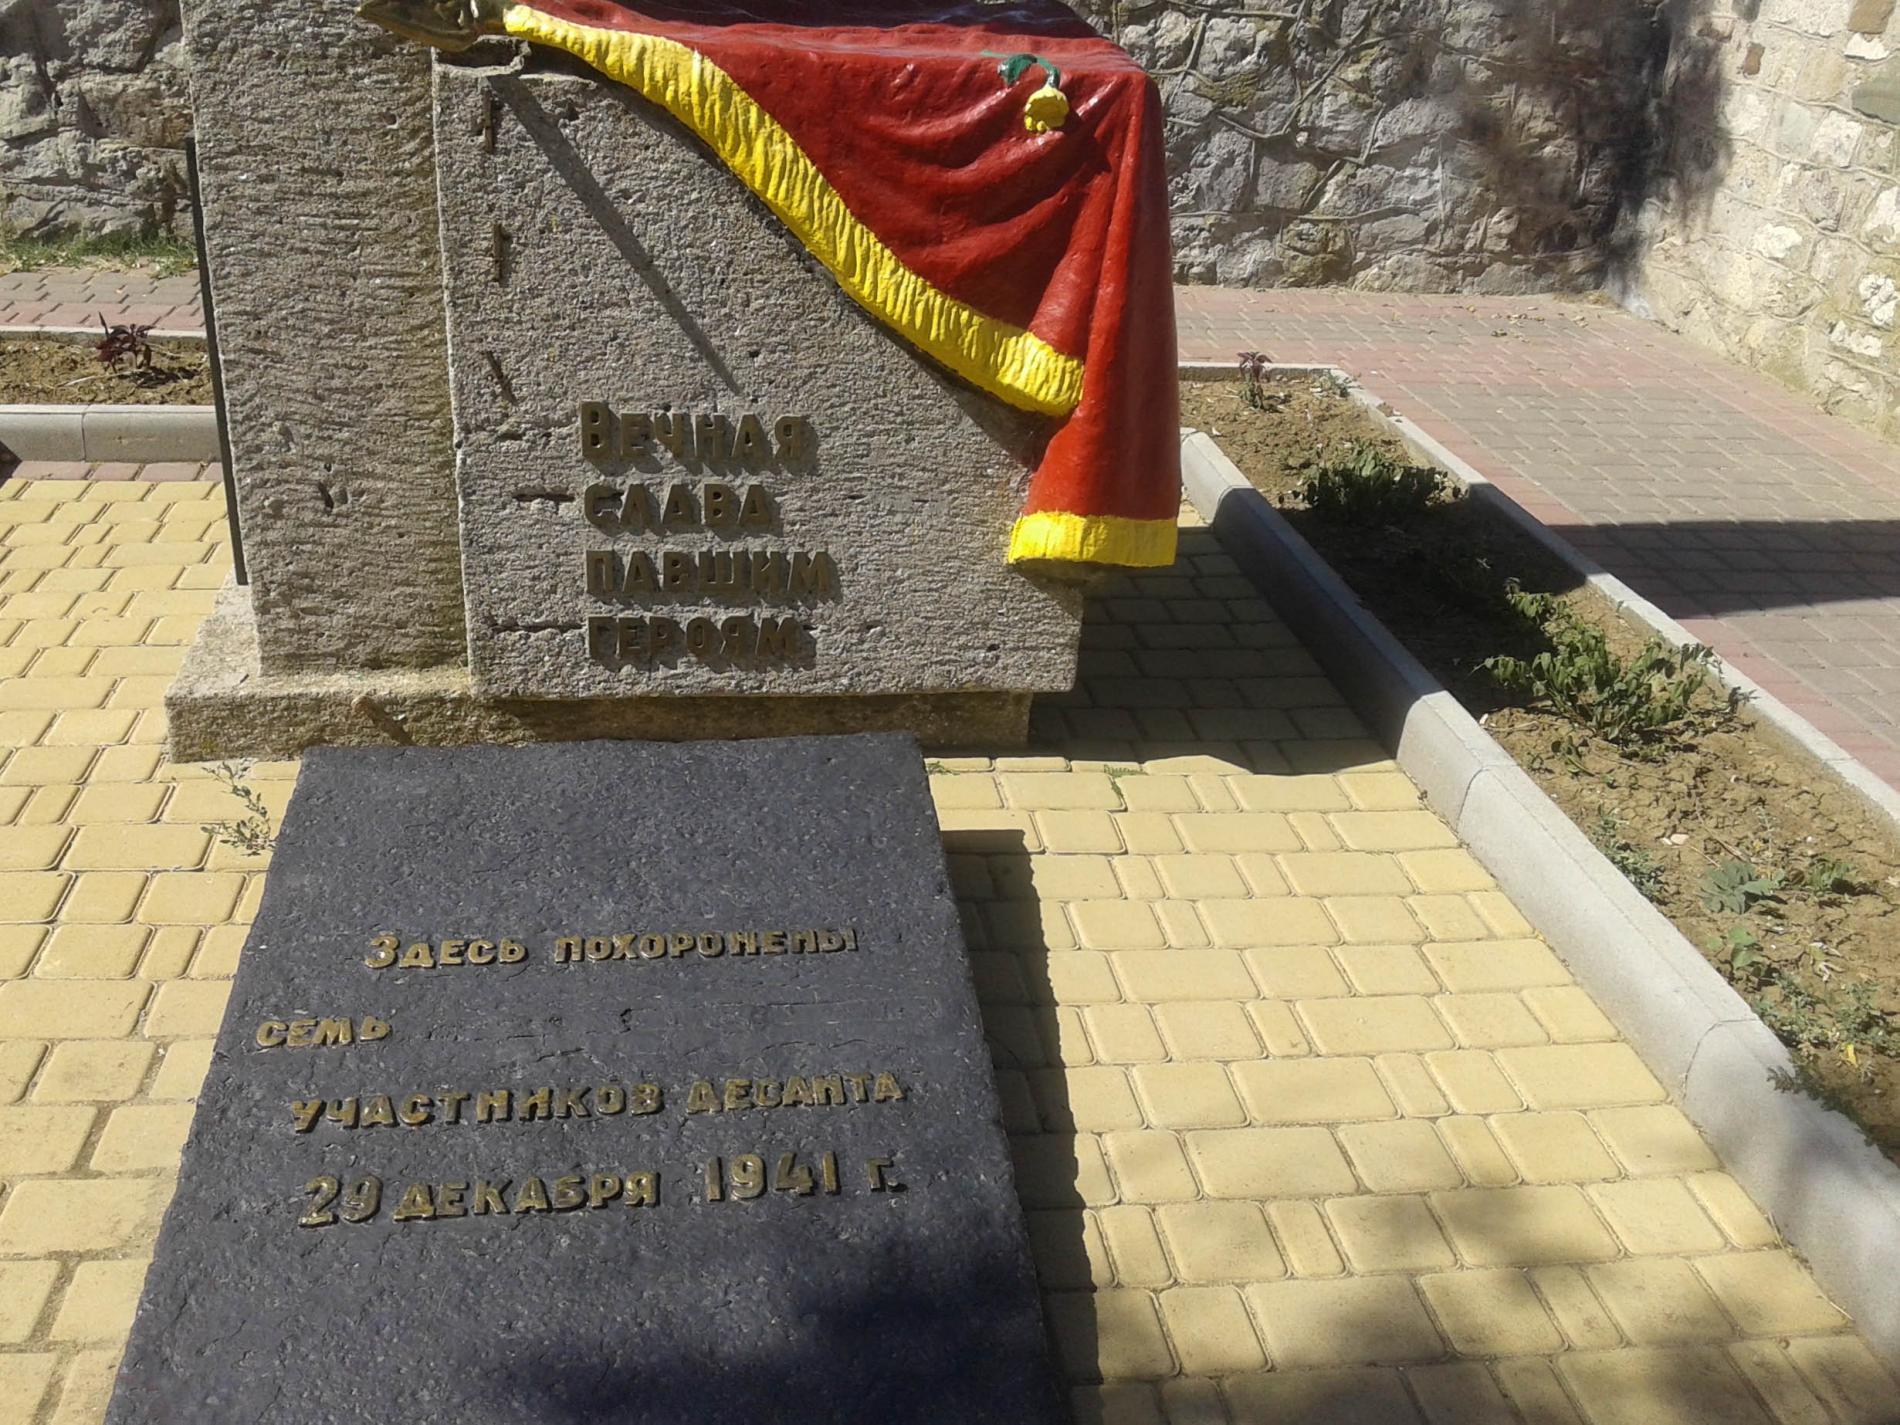 Вечная
слава
павшим
героям
Здесь похоронены
семь
участников десанта
29 декабря 1941 г.